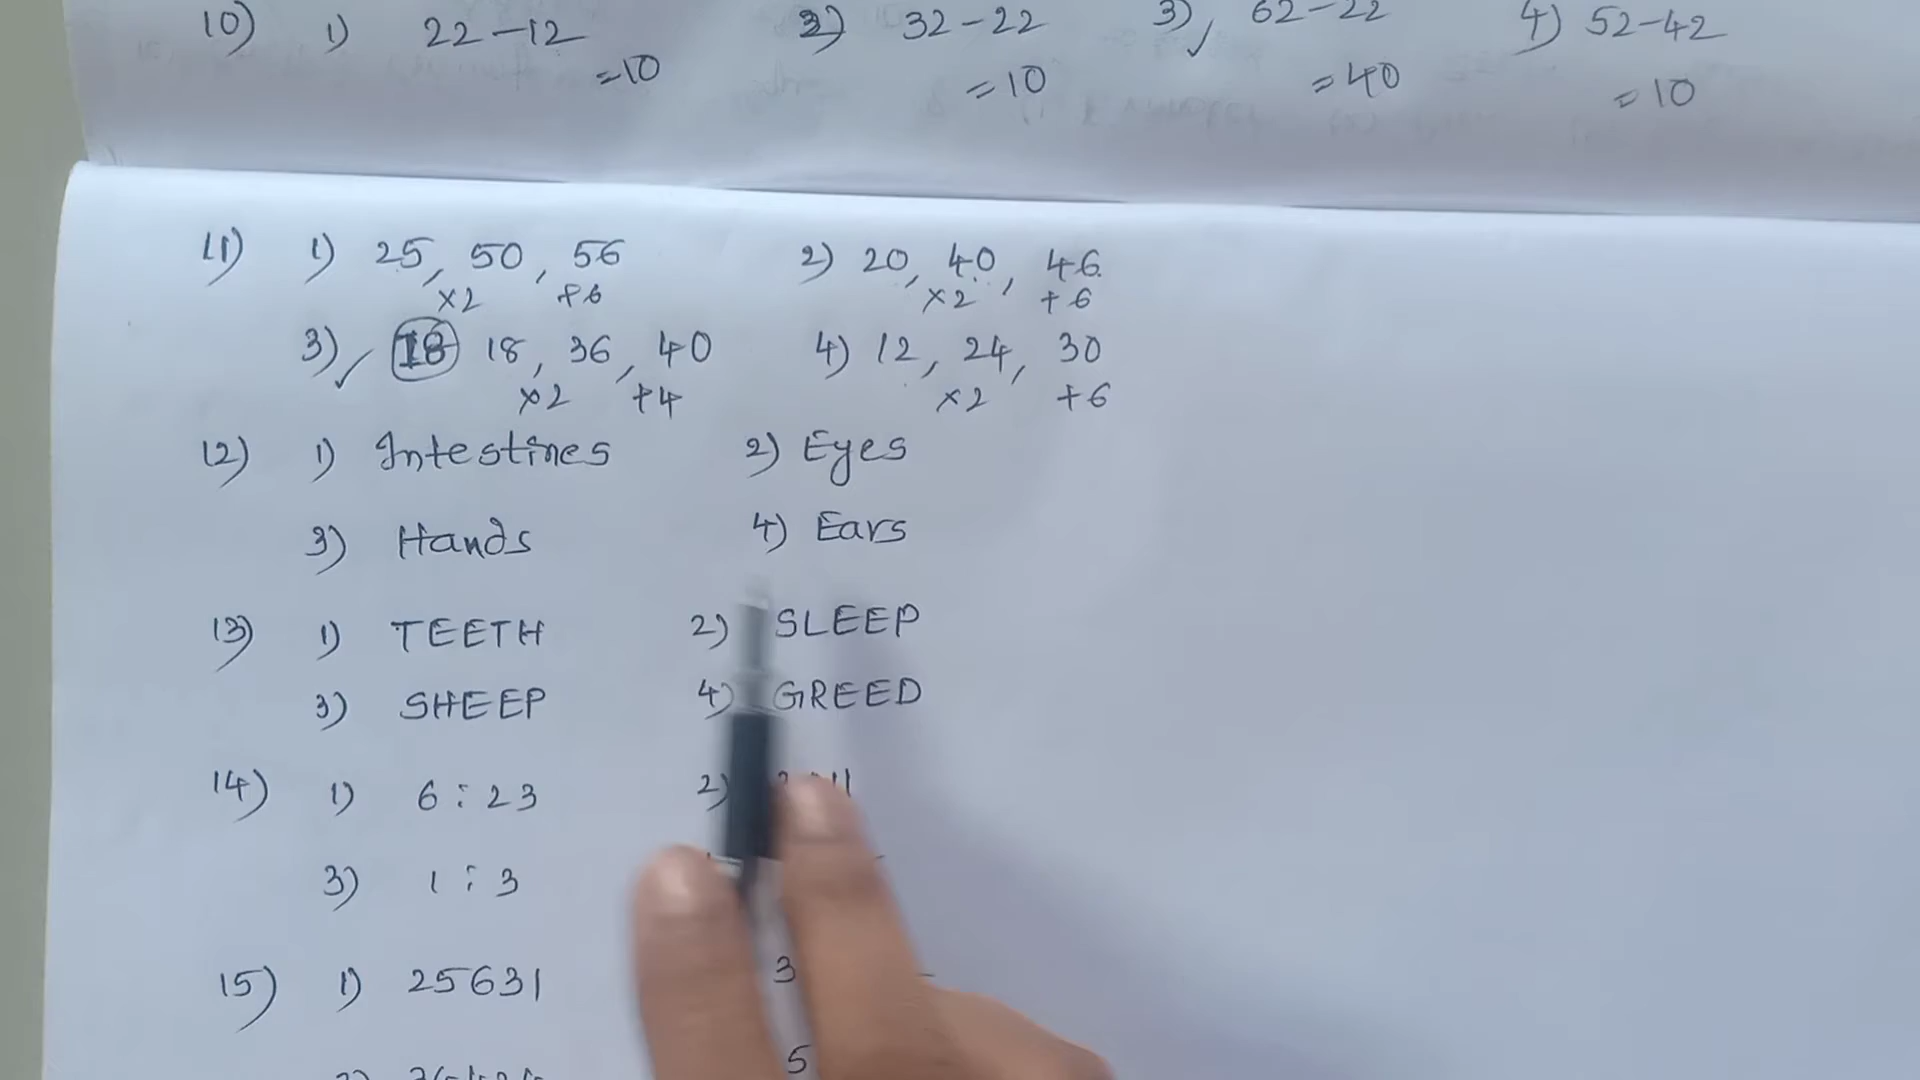 10) 1) 22-12 2) 32-22 3) 62-22 4) 52-42
=10 =10 =40 =10
11) 1) 25, 50, 56 2) 20, 40, 46
×2 +6 ×2 +6
3) 18 18, 36, 40 4) 12, 24, 30
×2 +4 ×2 +6
12) 1) Intestines 2) Eyes
3) Hands 4) Ears
13) 1) TEETH 2) SLEEP
3) SHEEP 4) GREED
14) 1) 6:23 2)
3) 1:3
15) 1) 25631 3
5